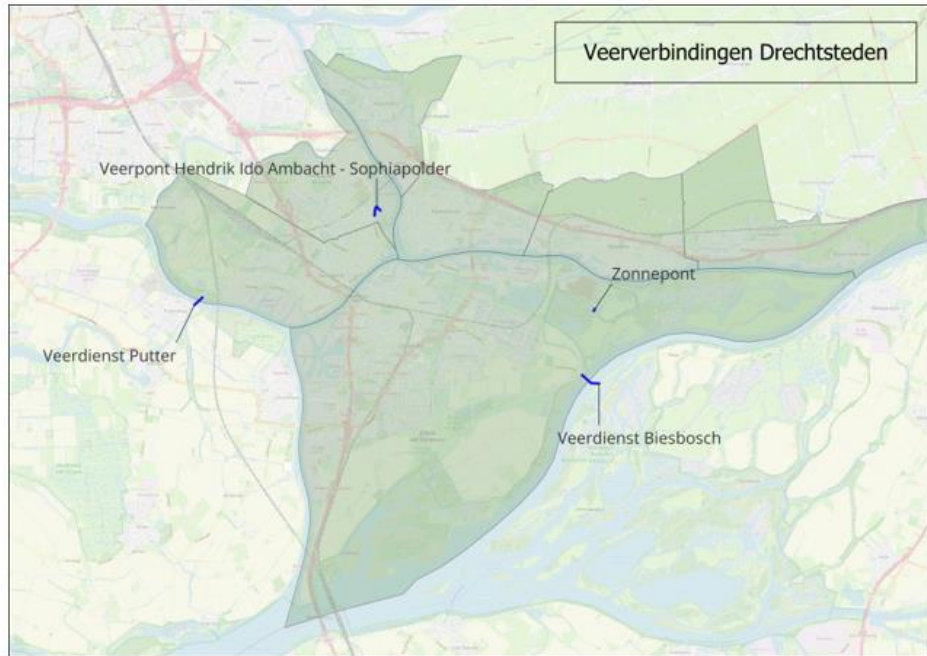 Veerverbindingen Drechtsteden
Veerpont Hendrik Ido Ambacht - Sophiapolder
Zonnepont
Veerdienst Putter
Veerdienst Biesbosch